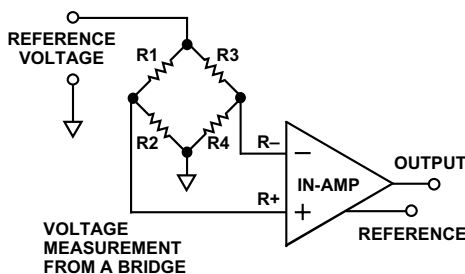 REFERENCE
VOLTAGE
R1
R3
R2
R4
R–
–
IN-AMP
OUTPUT
R+
+
REFERENCE
VOLTAGE
MEASUREMENT
FROM A BRIDGE